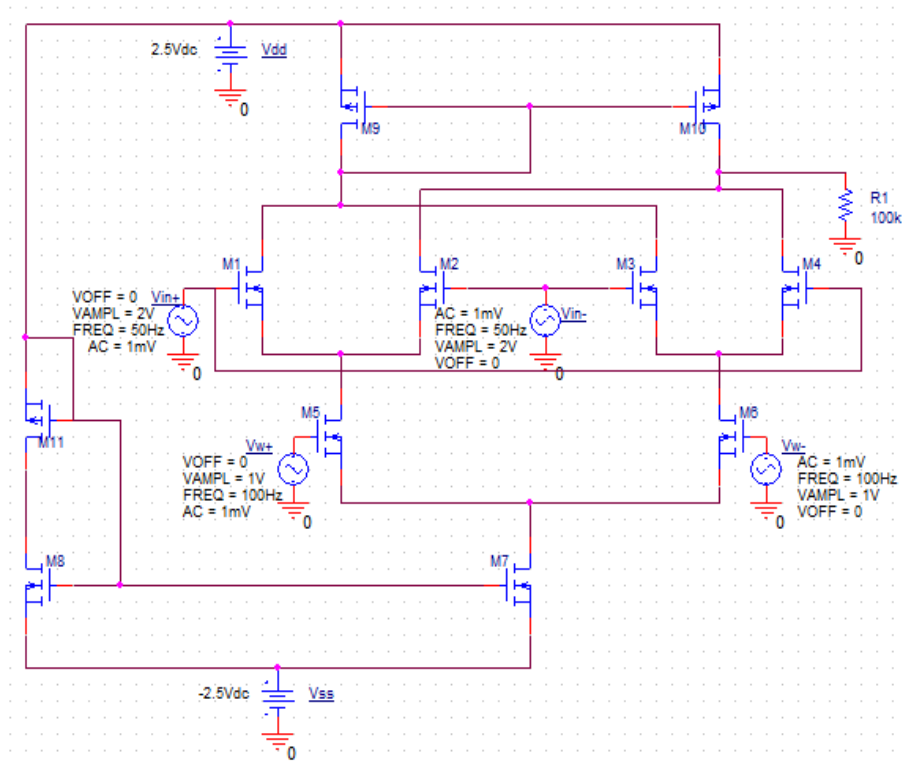 2.5Vdc
Vdd
0
M9
M10
R1
100k
0
M1
M2
M3
M4
VOFF = 0
VAMPL = 2V
FREQ = 50Hz
AC = 1mV
Vin+
0
AC = 1mV
FREQ = 50Hz
VAMPL = 2V
VOFF = 0
Vin-
0
M11
M5
M6
Vw+
VOFF = 0
VAMPL = 1V
FREQ = 100Hz
AC = 1mV
0
Vw-
AC = 1mV
FREQ = 100Hz
VAMPL = 1V
VOFF = 0
0
M8
M7
-2.5Vdc
Vss
0